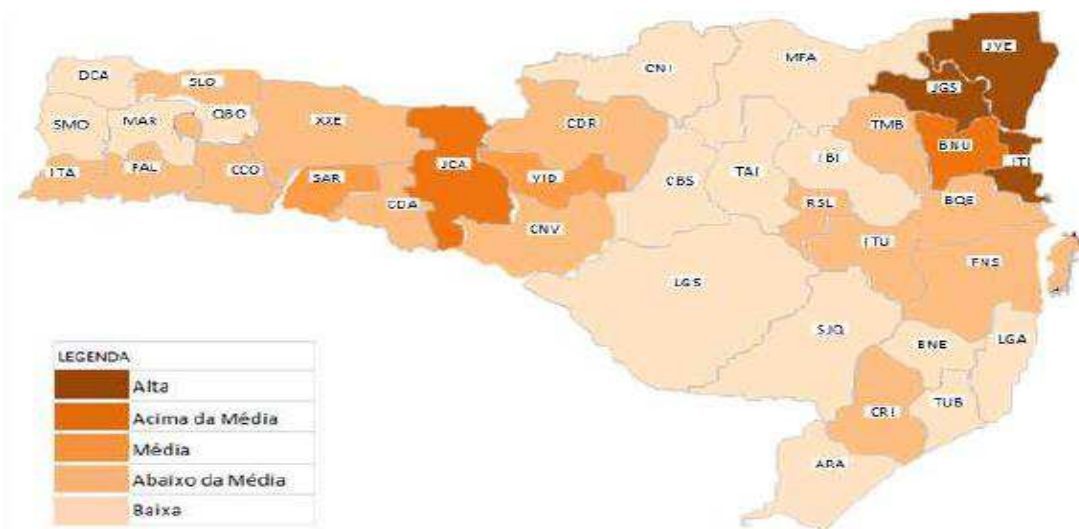 JVE
DCA
MFA
CNI
SLO
JGS
QBO
XXE
SMO
MAR
CDR
TMB
BNU
ITJ
IBI
JCA
PAL
CCO
SAR
VID
CBS
TAI
ITA
CDA
RSL
BQE
CNV
ITU
FNS
LGS
SJQ
BNE
LGA
TUB
CRI
ARA
LEGENDA
Alta
Acima da Média
Média
Abaixo da Média
Baixa